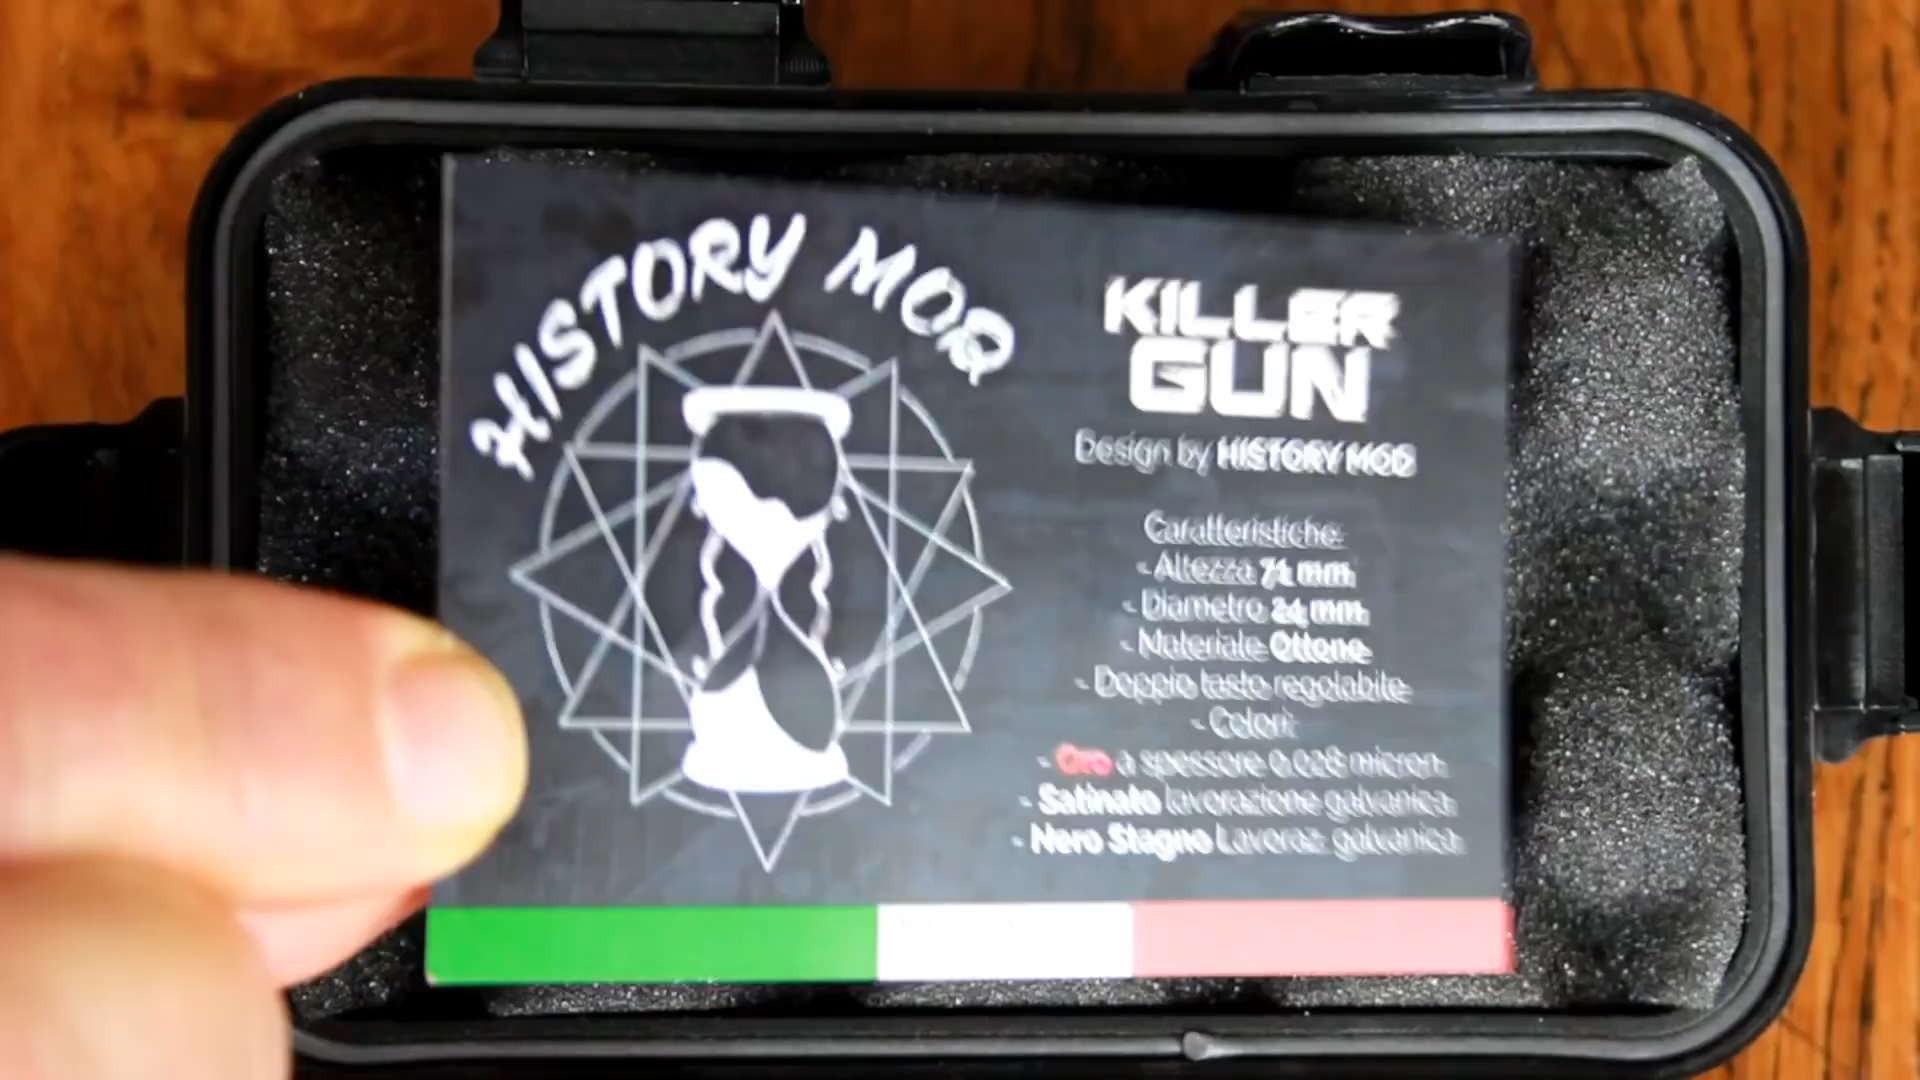 HISTORY MOD
KILLER
GUN
Design by HISTORY MOD
Caratteristiche:
- Altezza 71 mm
- Diametro 24 mm
- Materiale Ottone
- Doppio tasto regolabile
- Colori:
- Oro a spessore 0.028 micron
- Satinato lavorazione galvanica
- Nero Stagno Lavoraz. galvanica